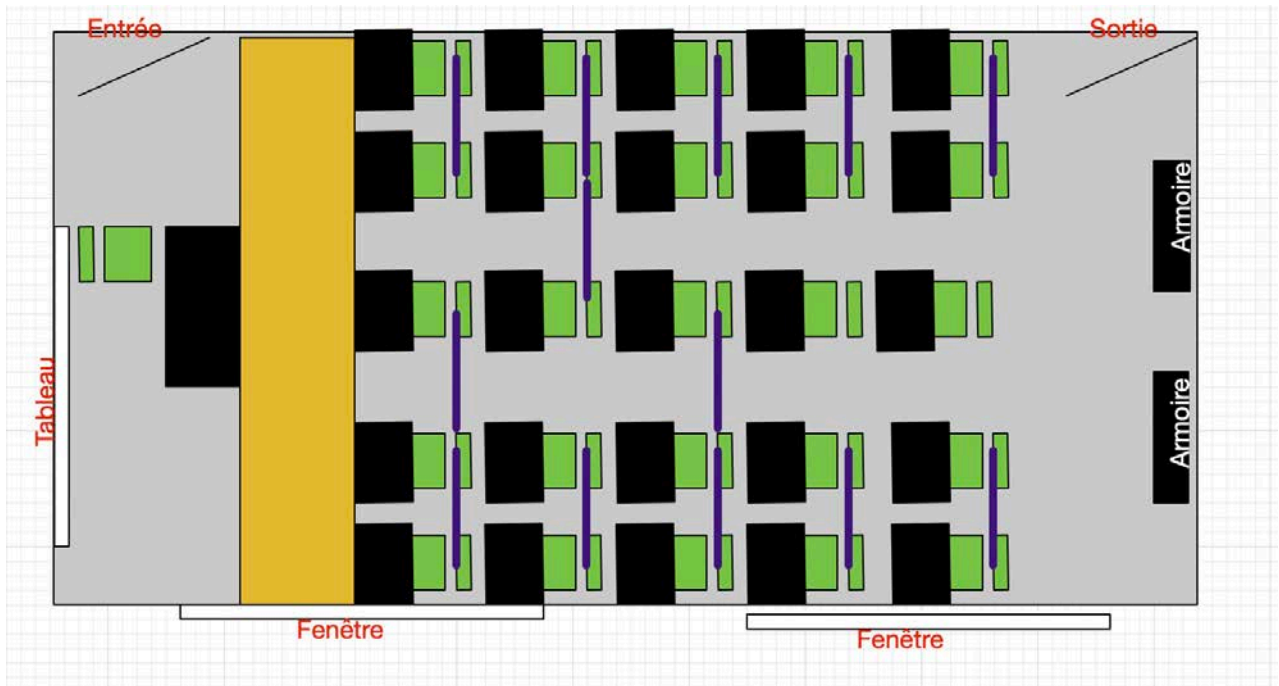 Entrée
Sortie
Armoire
Tableau
Armoire
Fenêtre
Fenêtre